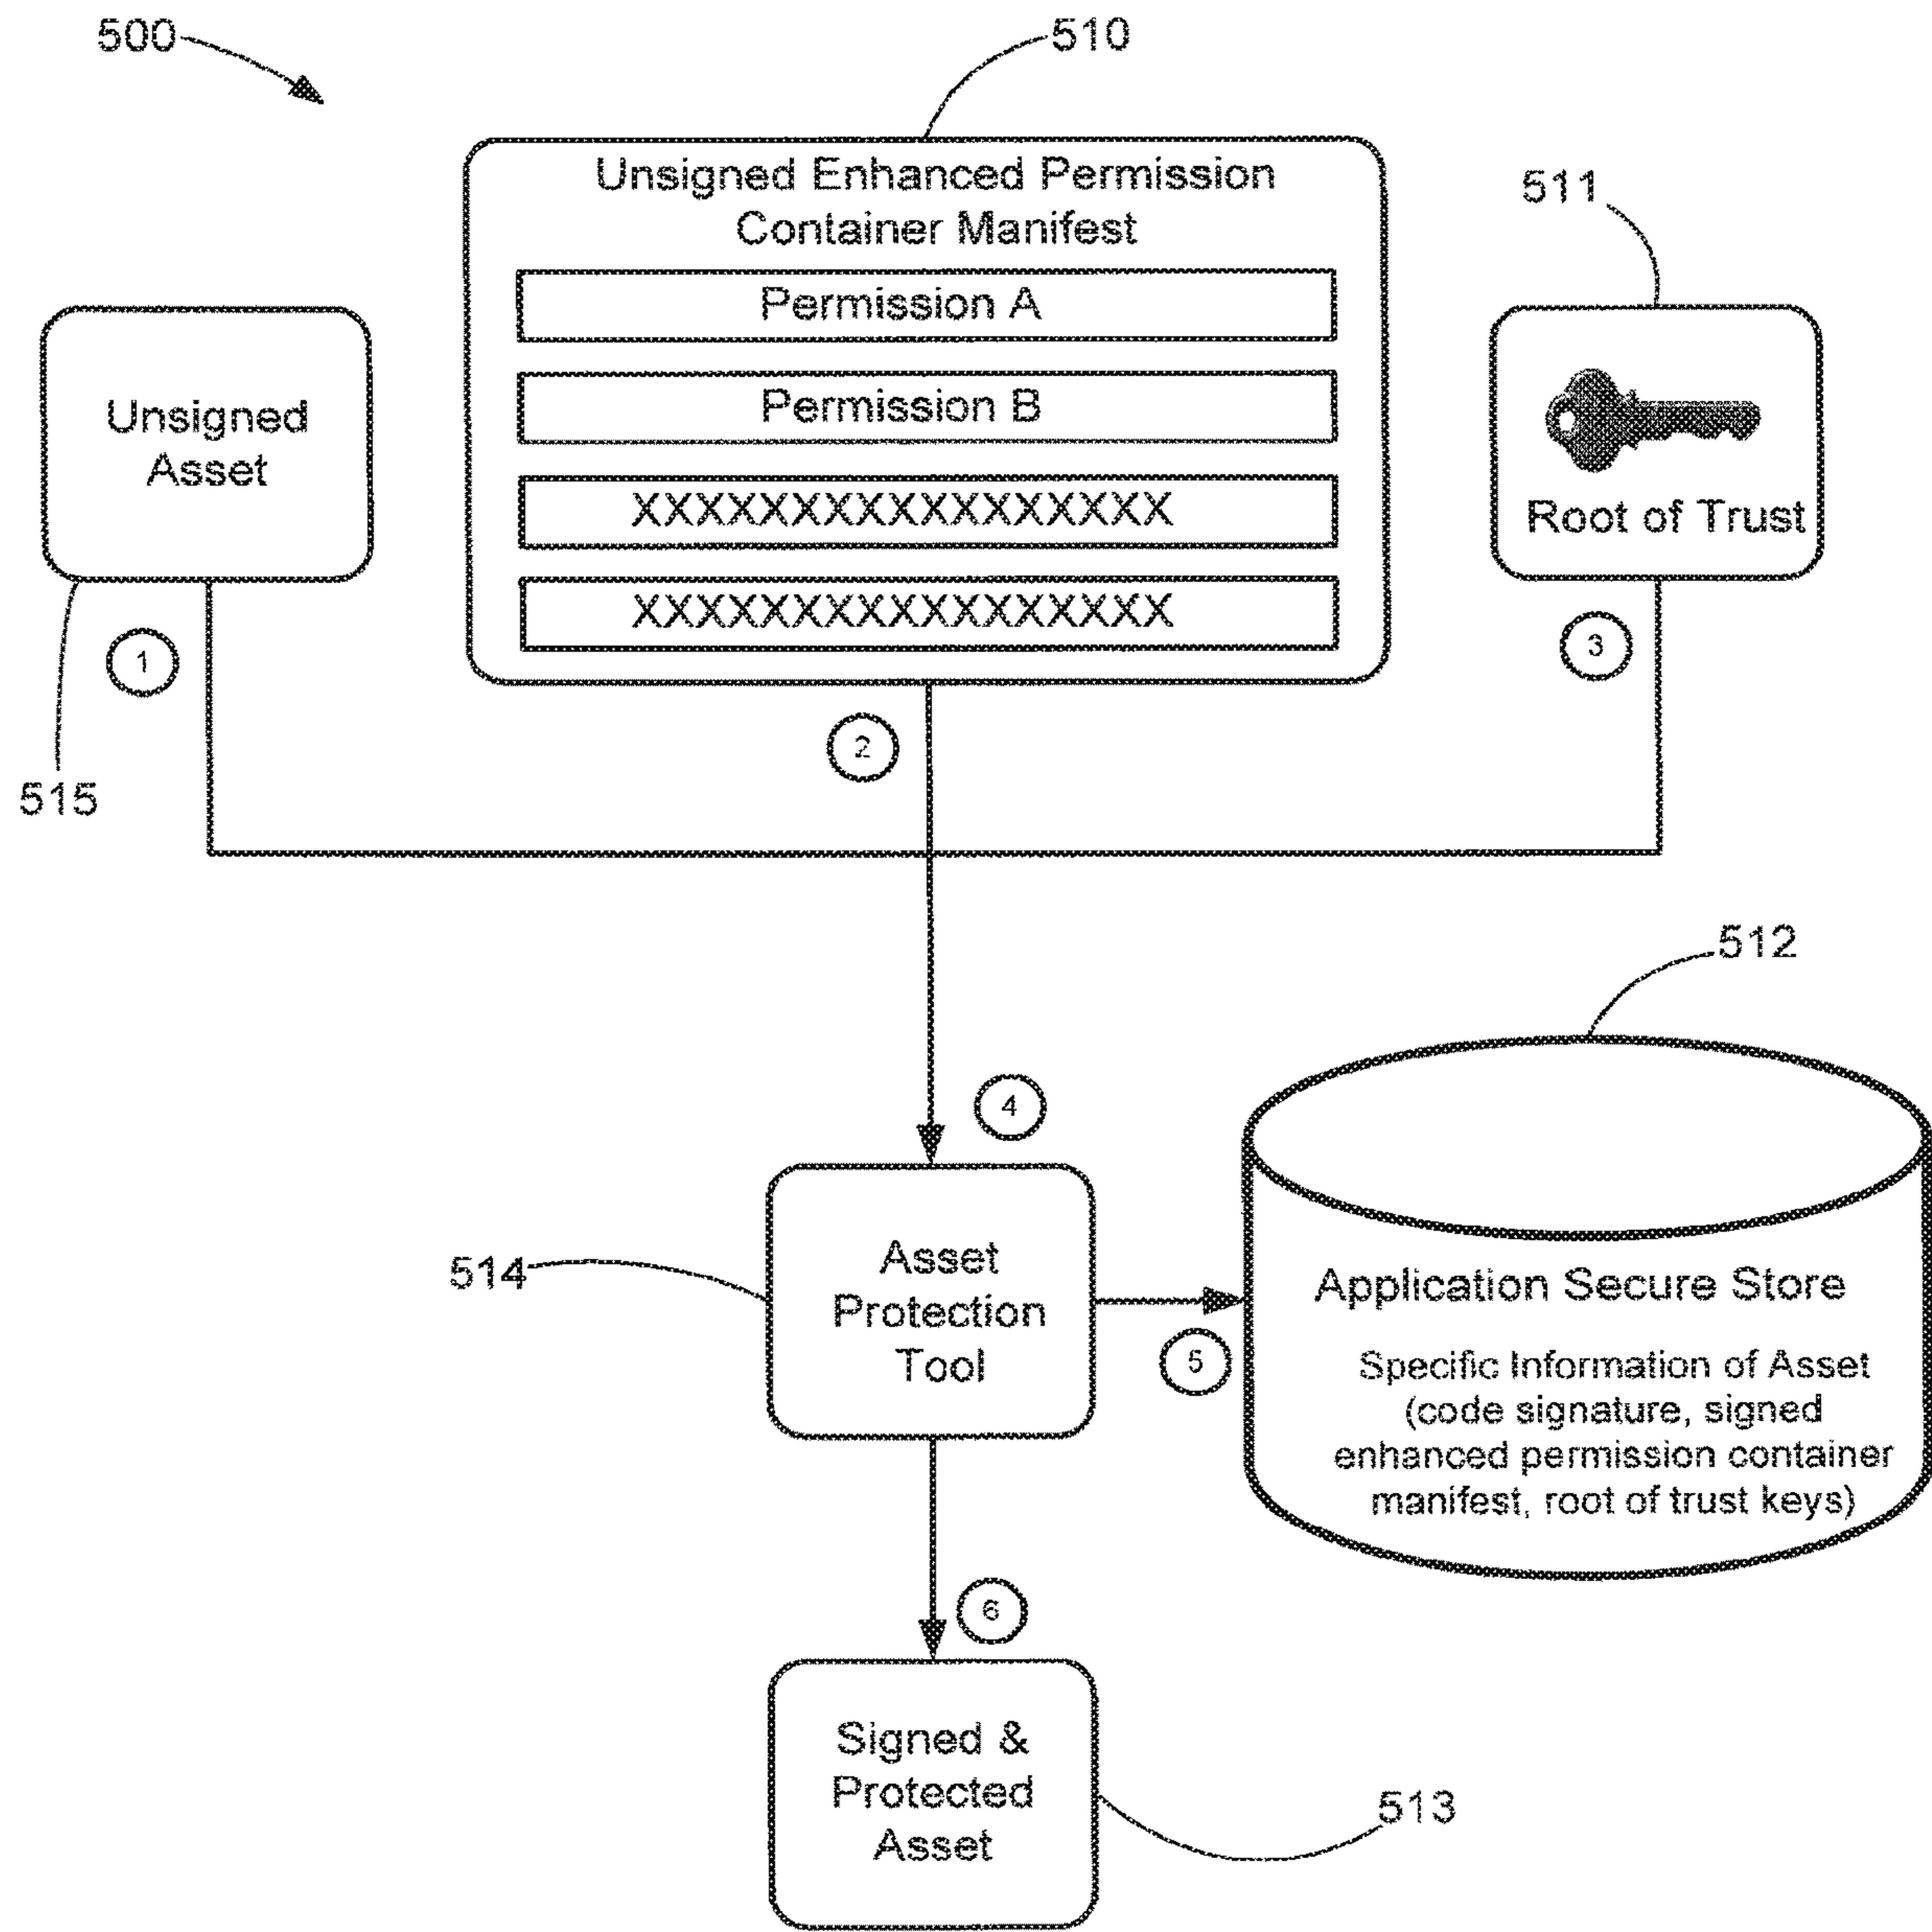 500
510
Unsigned Enhanced Permission
Container Manifest
511
Permission A
Permission B
XXXXXXXXXXXXXXXXX
XXXXXXXXXXXXXXXXX
Unsigned
Asset
Root of Trust
1
2
3
515
512
4
514
Asset
Protection
Tool
5
Application Secure Store
Specific Information of Asset
(code signature, signed
enhanced permission container
manifest, root of trust keys)
6
Signed &
Protected
Asset
513